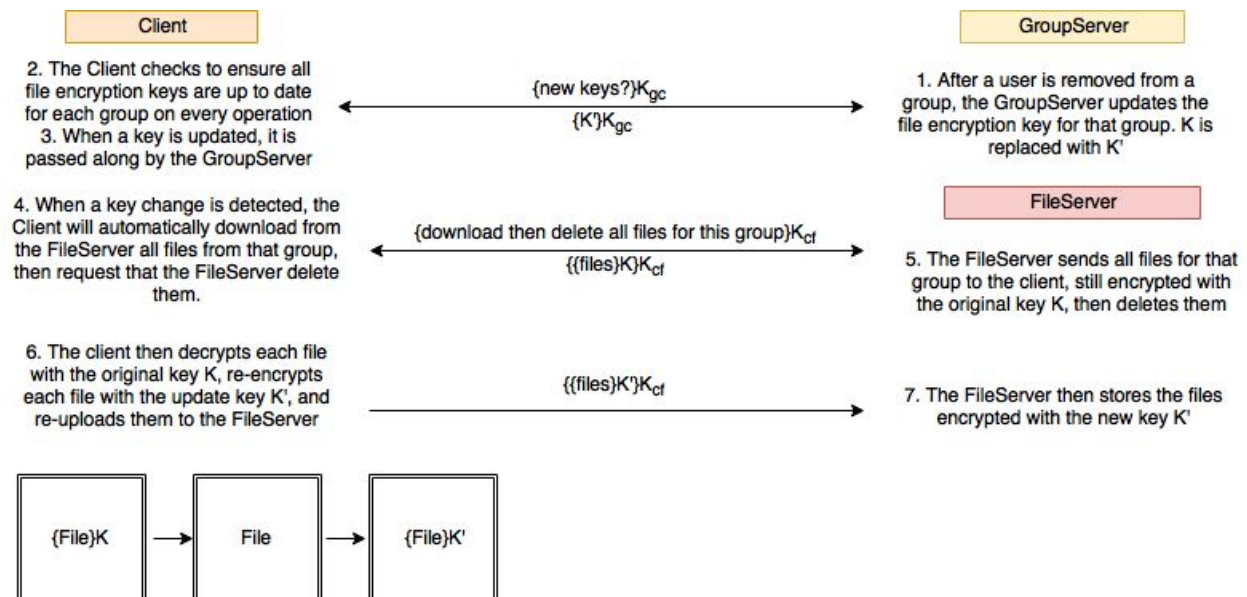 Client
GroupServer
2. The Client checks to ensure all
file encryption keys are up to date
for each group on every operation
3. When a key is updated, it is
passed along by the GroupServer
{new keys?}Kgc
{K'}Kgc
1. After a user is removed from a
group, the GroupServer updates the
file encryption key for that group. K is
replaced with K'
FileServer
4. When a key change is detected, the
Client will automatically download from
the FileServer all files from that group,
then request that the FileServer delete
them.
{download then delete all files for this group}Kcf
{{files}K}Kcf
5. The FileServer sends all files for that
group to the client, still encrypted with
the original key K, then deletes them
6. The client then decrypts each file
with the original key K, re-encrypts
each file with the update key K', and
re-uploads them to the FileServer
{{files}K'}Kcf
7. The FileServer then stores the files
encrypted with the new key K'
{File}K
File
{File}K'